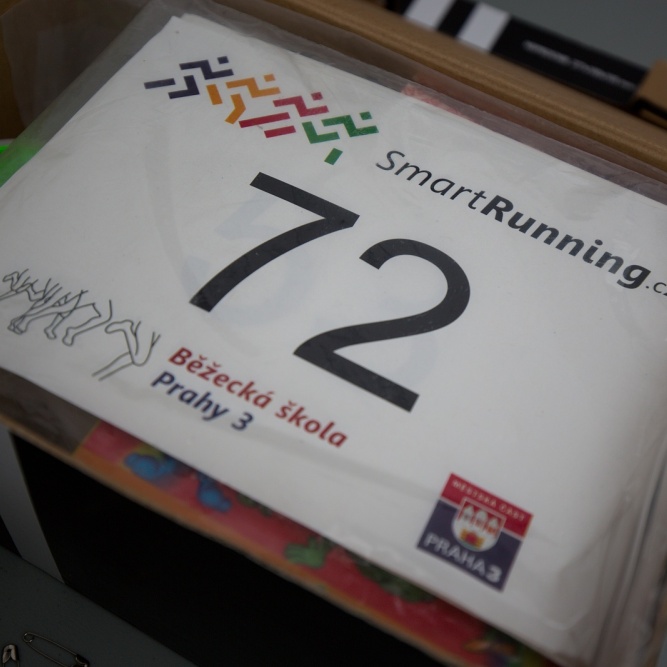 SmartRunning.cz
72
Běžecká škola
Prahy 3
MĚSTSKÁ ČÁST
PRAHA 3